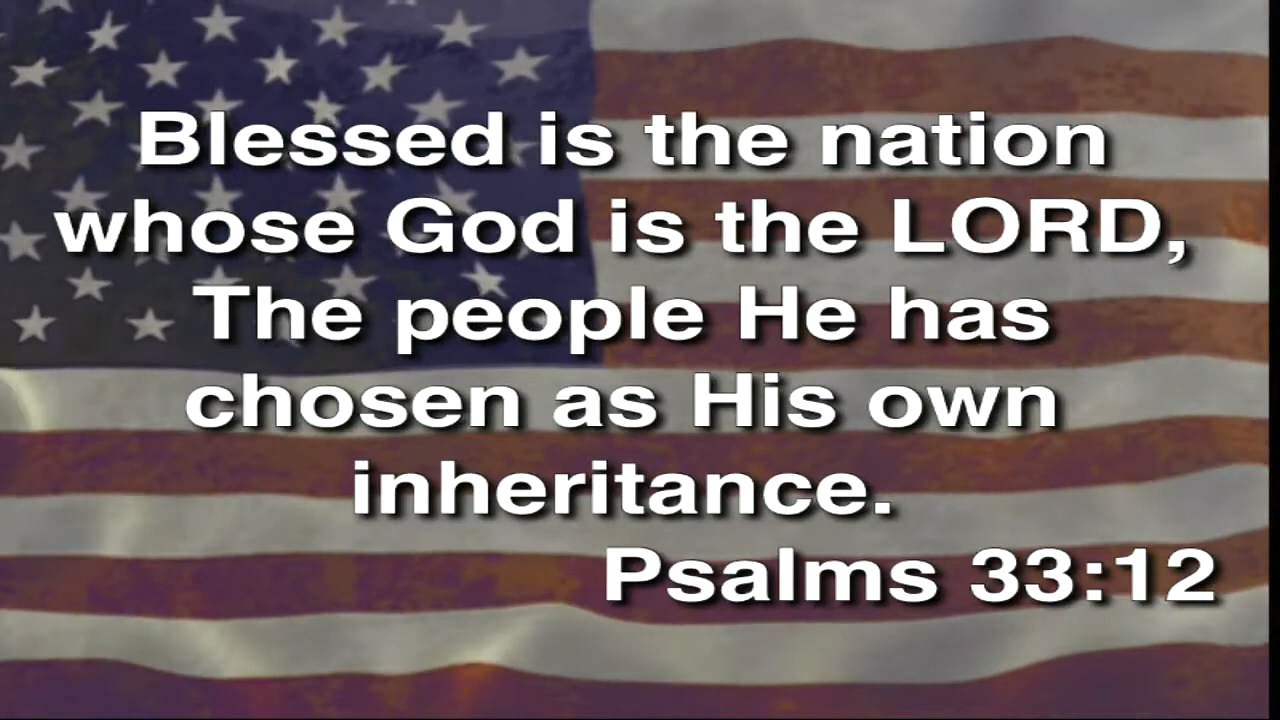 Blessed is the nation
whose God is the LORD,
The people He has
chosen as His own
inheritance.
Psalms 33:12